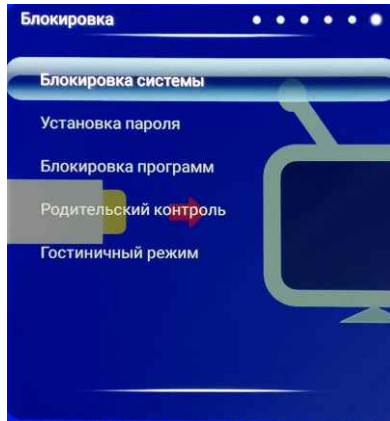 Блокировка
Блокировка системы
Установка пароля
Блокировка программ
Родительский контроль
Гостиничный режим